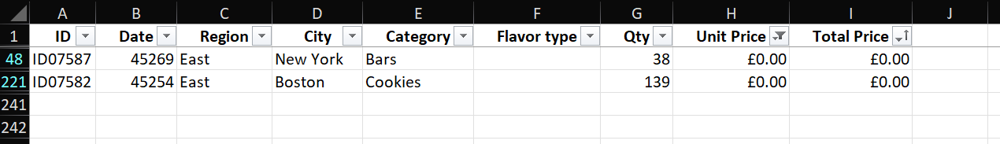 A B C D E F G H I J
1 ID Date Region City Category Flavor type Qty Unit Price Total Price
48 ID07587 45269 East New York Bars 38 £0.00 £0.00
221 ID07582 45254 East Boston Cookies 139 £0.00 £0.00
241
242